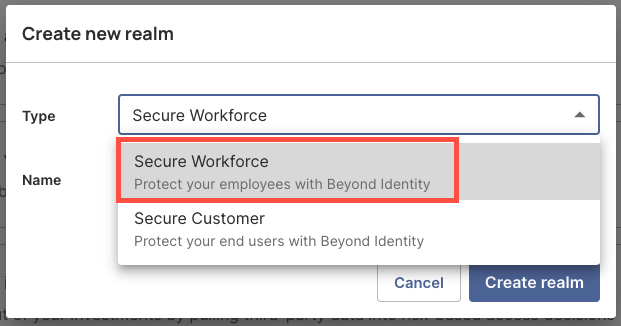 Create new realm
Type
Secure Workforce
Secure Workforce
Protect your employees with Beyond Identity
Name
Secure Customer
Protect your end users with Beyond Identity
Cancel
Create realm